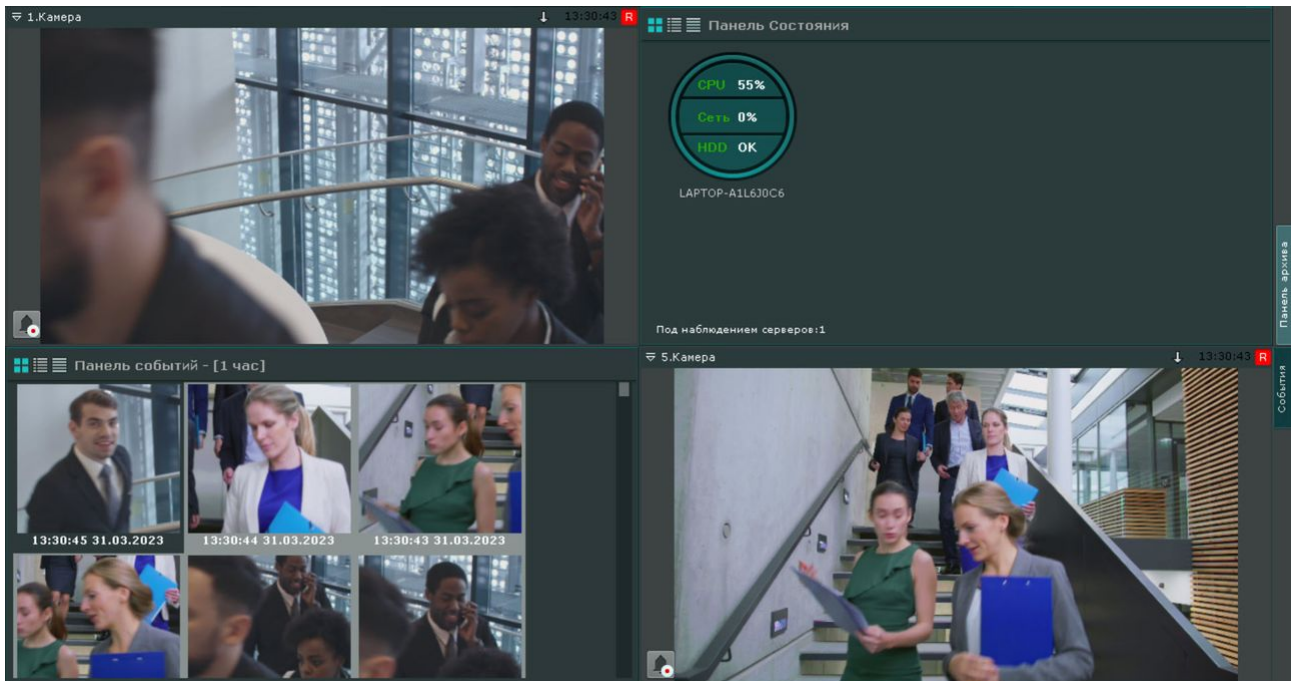 1.Камера
13:30:43 R
Панель Состояния
CPU 55%
Сеть 0%
HDD OK
LAPTOP-A1L6J0C6
Под наблюдением серверов:1
Панель архива
События
Панель событий - [1 час]
13:30:45 31.03.2023
13:30:44 31.03.2023
13:30:43 31.03.2023
5.Камера
13:30:43 R